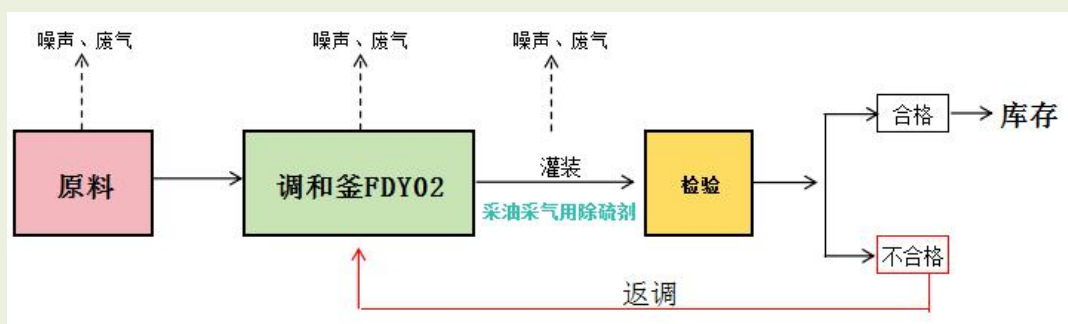 噪声、废气
噪声、废气
噪声、废气
原料
调和釜FDY02
灌装
采油采气用除硫剂
检验
合格
库存
不合格
返调